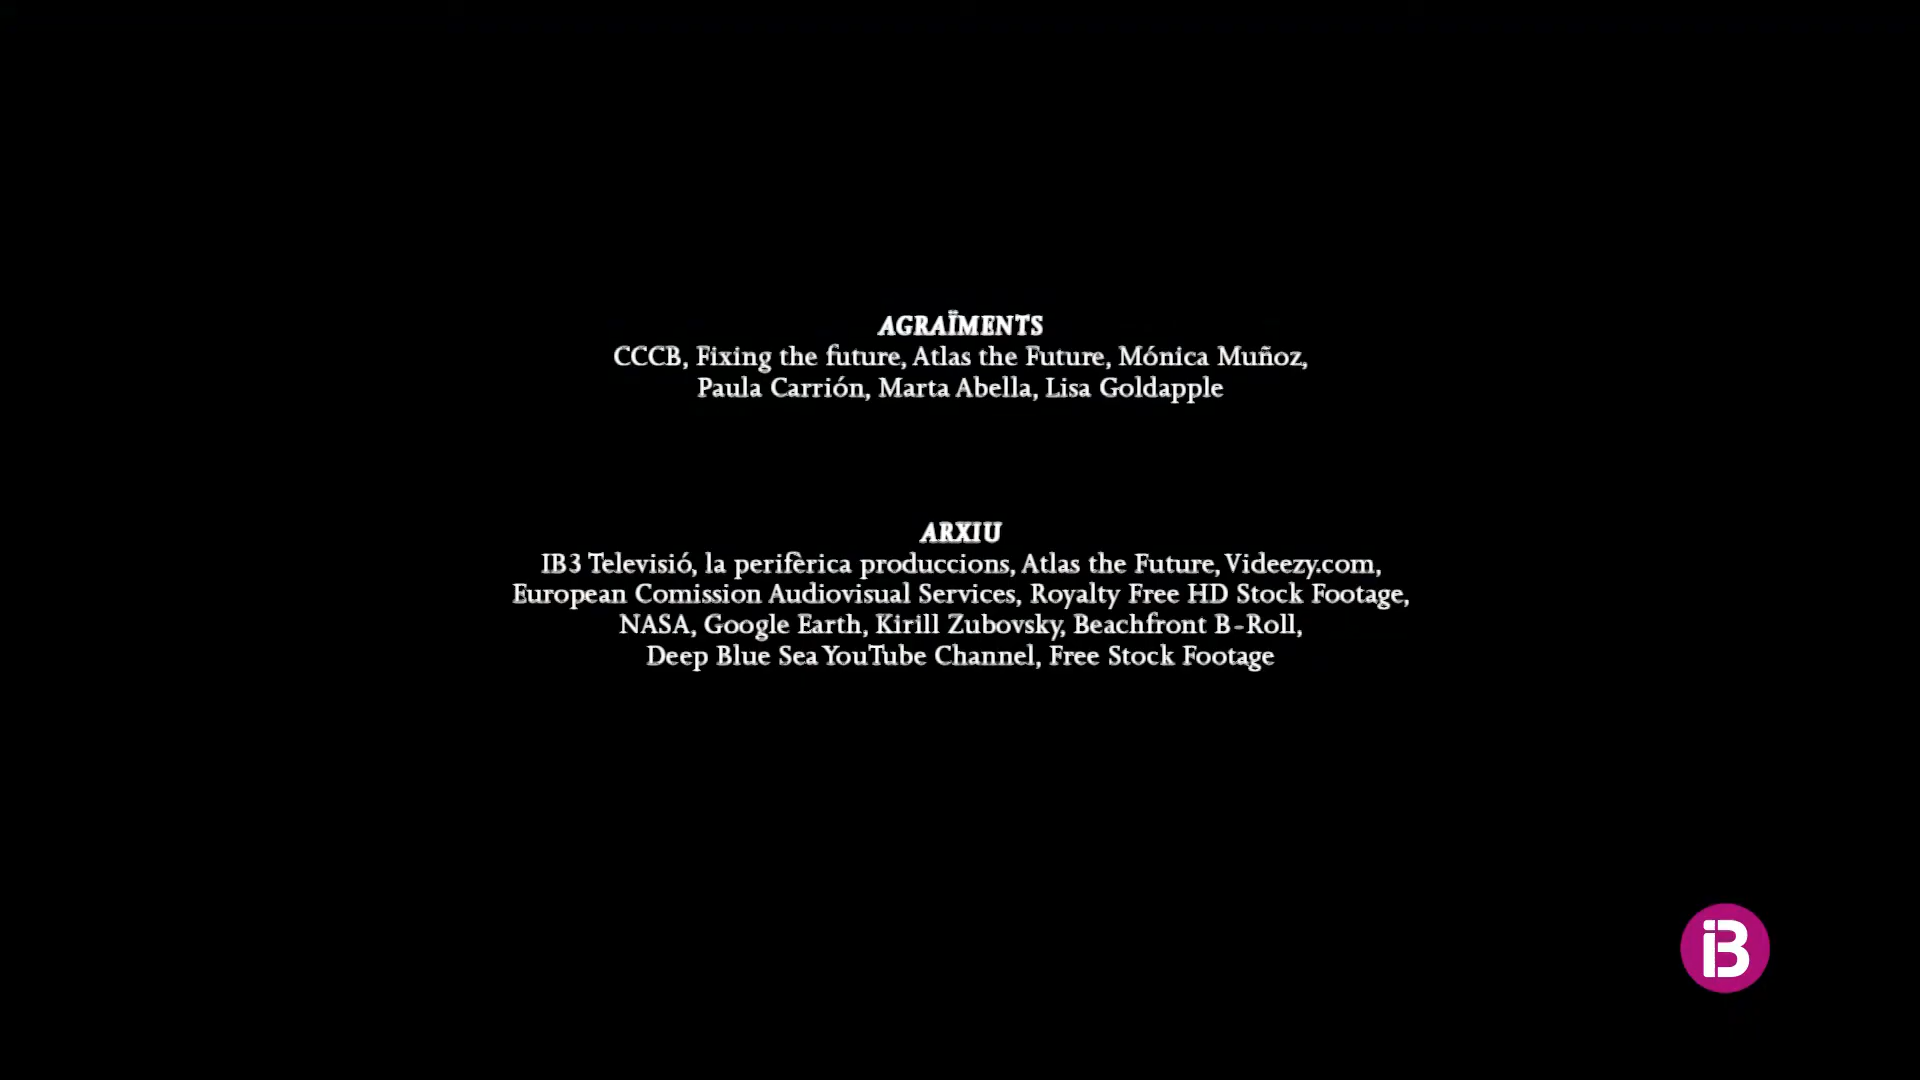 AGRAÏMENTS
CCCB, Fixing the future, Atlas the Future, Mónica Muñoz,
Paula Carrión, Marta Abella, Lisa Goldapple
ARXIU
IB3 Televisió, la perifèrica produccions, Atlas the Future, Videezy.com,
European Comission Audiovisual Services, Royalty Free HD Stock Footage,
NASA, Google Earth, Kirill Zubovsky, Beachfront B-Roll,
Deep Blue Sea YouTube Channel, Free Stock Footage
iB